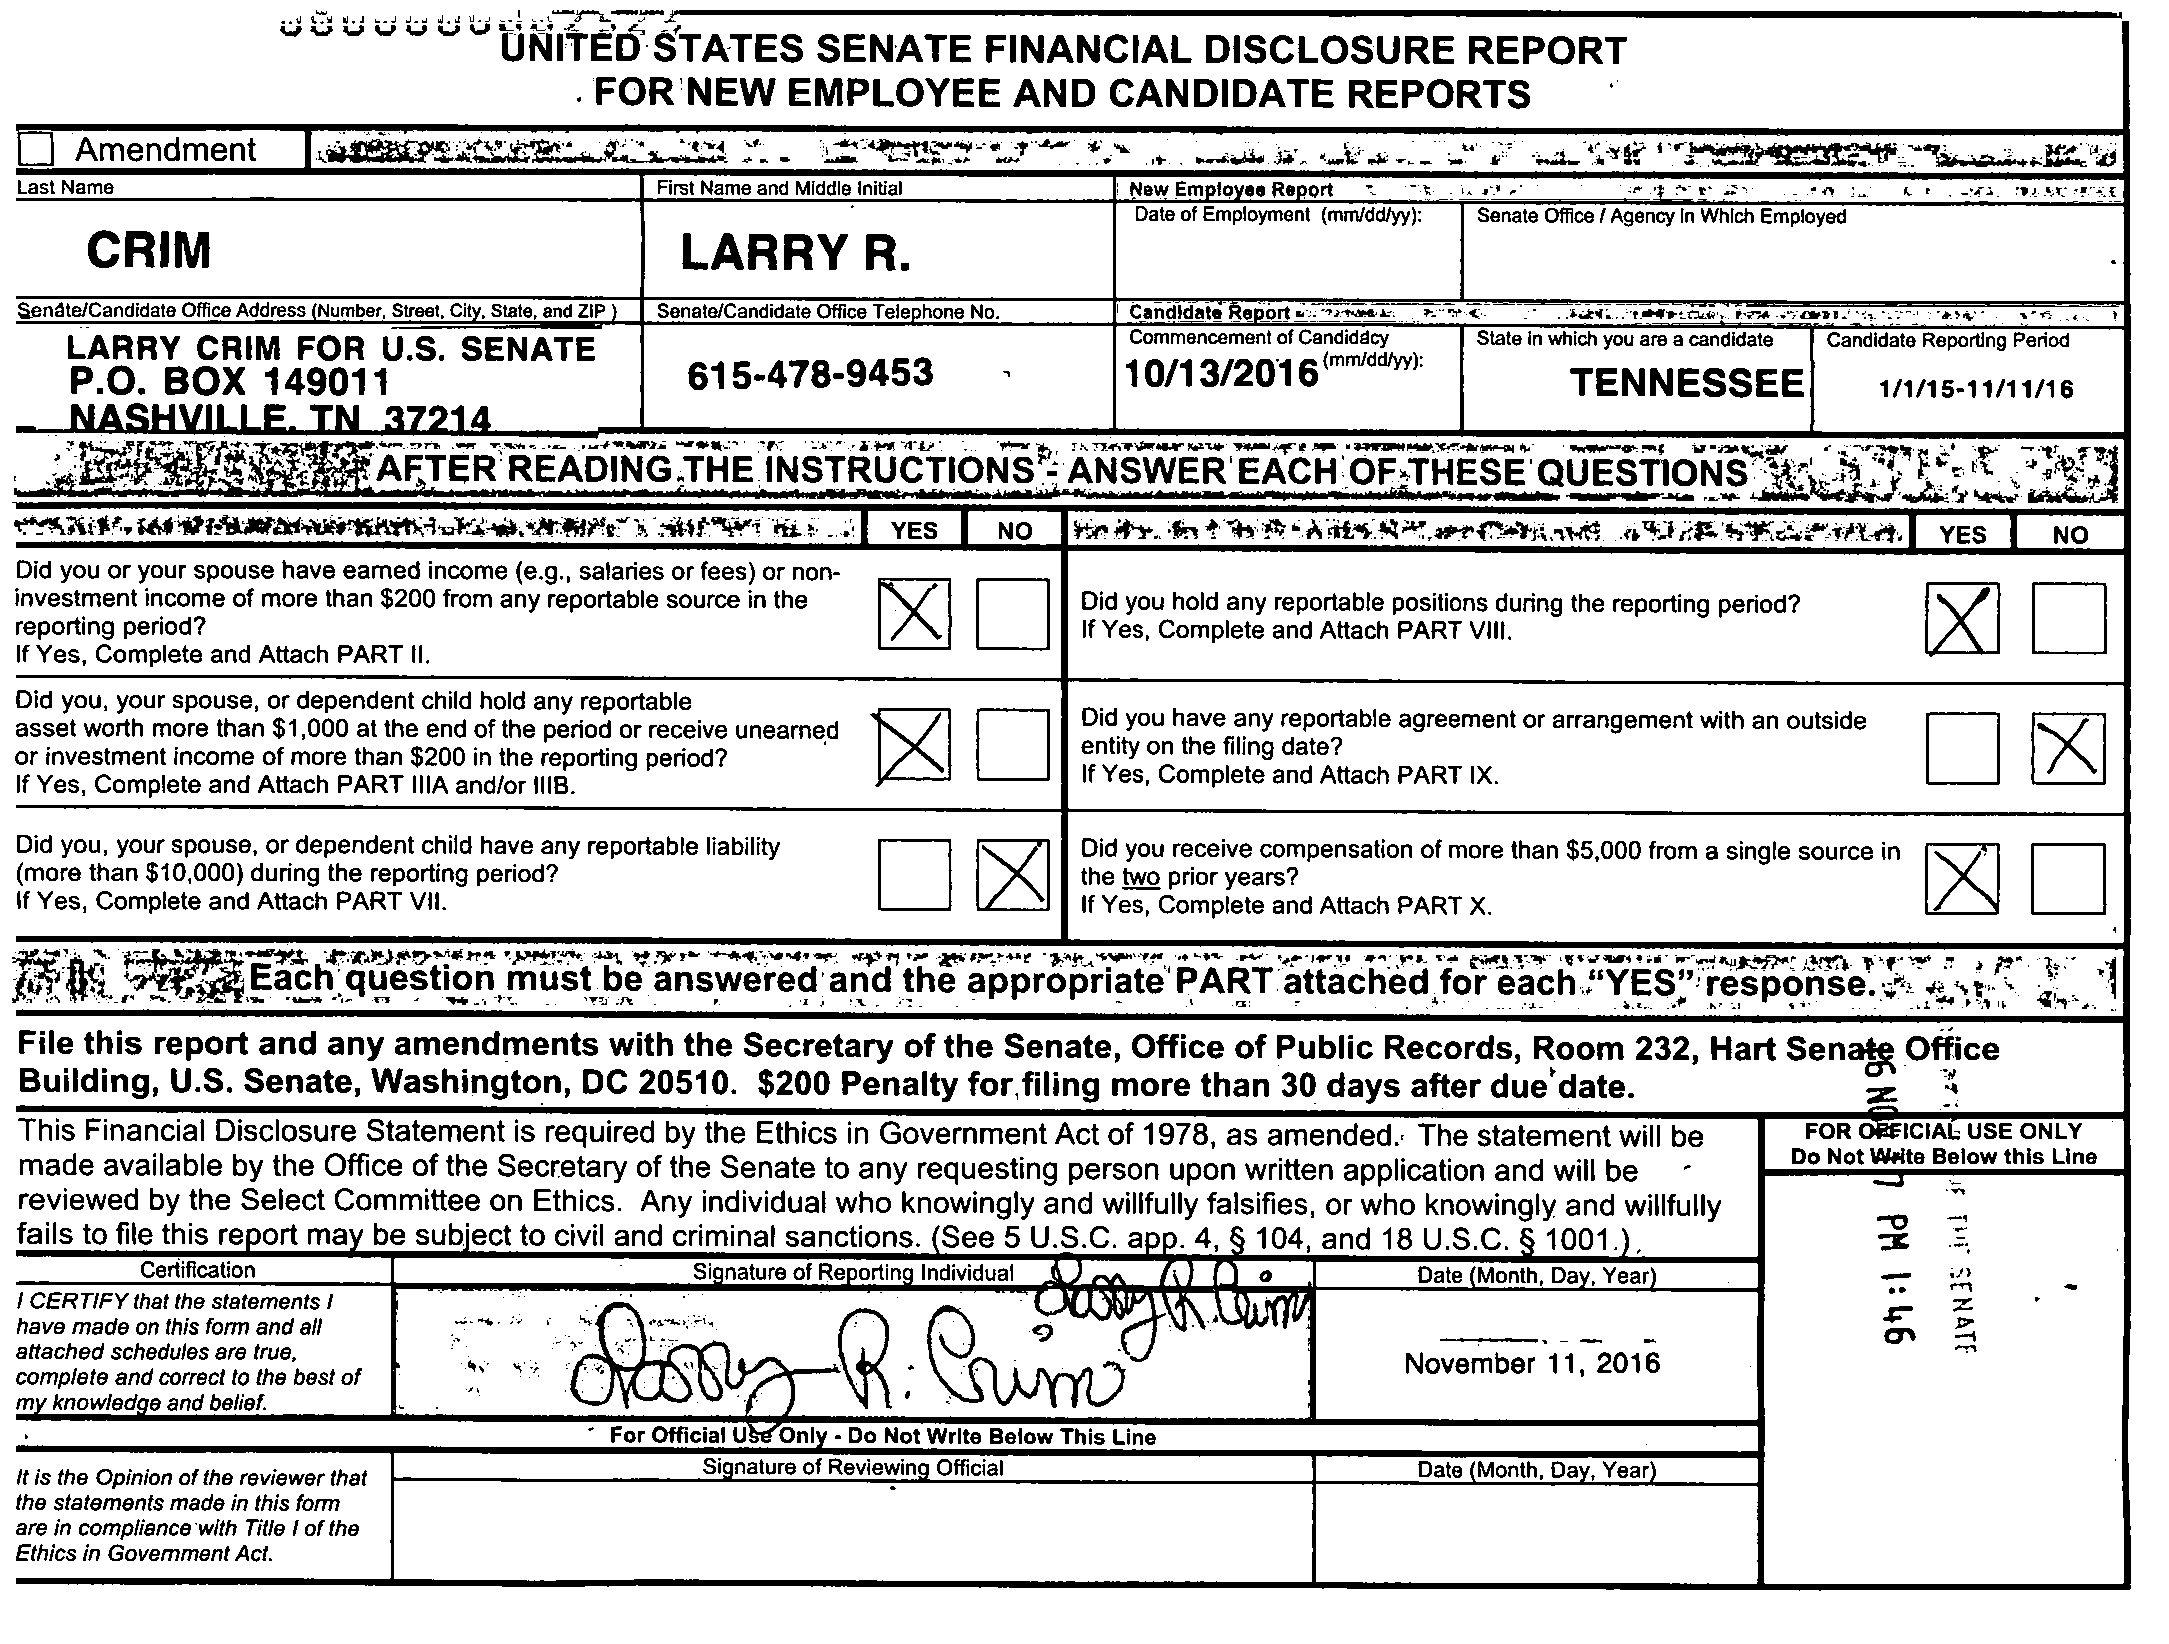 UNITED STATES SENATE FINANCIAL DISCLOSURE REPORT
FOR NEW EMPLOYEE AND CANDIDATE REPORTS
Amendment
Last Name
First Name and Middle Initial
New Employee Report
CRIM
LARRY R.
Date of Employment (mm/dd/yy):
Senate Office / Agency in Which Employed
Senate/Candidate Office Address (Number, Street, City, State, and ZIP )
Senate/Candidate Office Telephone No.
Candidate Report
LARRY CRIM FOR U.S. SENATE
P.O. BOX 149011
NASHVILLE, TN 37214
615-478-9453
Commencement of Candidacy
10/13/2016 (mm/dd/yy):
State in which you are a candidate
TENNESSEE
Candidate Reporting Period
1/1/15-11/11/16
AFTER READING THE INSTRUCTIONS - ANSWER EACH OF THESE QUESTIONS
YES NO
YES NO
Did you or your spouse have earned income (e.g., salaries or fees) or non-
investment income of more than $200 from any reportable source in the
reporting period?
If Yes, Complete and Attach PART II.
X
Did you hold any reportable positions during the reporting period?
If Yes, Complete and Attach PART VIII.
X
Did you, your spouse, or dependent child hold any reportable
asset worth more than $1,000 at the end of the period or receive unearned
or investment income of more than $200 in the reporting period?
If Yes, Complete and Attach PART IIIA and/or IIIB.
X
Did you have any reportable agreement or arrangement with an outside
entity on the filing date?
If Yes, Complete and Attach PART IX.
X
Did you, your spouse, or dependent child have any reportable liability
(more than $10,000) during the reporting period?
If Yes, Complete and Attach PART VII.
X
Did you receive compensation of more than $5,000 from a single source in
the two prior years?
If Yes, Complete and Attach PART X.
X
Each question must be answered and the appropriate PART attached for each "YES" response.
File this report and any amendments with the Secretary of the Senate, Office of Public Records, Room 232, Hart Senate Office
Building, U.S. Senate, Washington, DC 20510. $200 Penalty for filing more than 30 days after due date.
This Financial Disclosure Statement is required by the Ethics in Government Act of 1978, as amended. The statement will be
made available by the Office of the Secretary of the Senate to any requesting person upon written application and will be
reviewed by the Select Committee on Ethics. Any individual who knowingly and willfully falsifies, or who knowingly and willfully
fails to file this report may be subject to civil and criminal sanctions. (See 5 U.S.C. app. 4, § 104, and 18 U.S.C. § 1001.).
FOR OFFICIAL USE ONLY
Do Not Write Below this Line
PM 1:46
SENATE
Certification
Signature of Reporting Individual
Date (Month, Day, Year)
I CERTIFY that the statements I
have made on this form and all
attached schedules are true,
complete and correct to the best of
my knowledge and belief.
Larry R. Crim
Larry R. Crim
November 11, 2016
For Official Use Only - Do Not Write Below This Line
It is the Opinion of the reviewer that
the statements made in this form
are in compliance with Title I of the
Ethics in Government Act.
Signature of Reviewing Official
Date (Month, Day, Year)